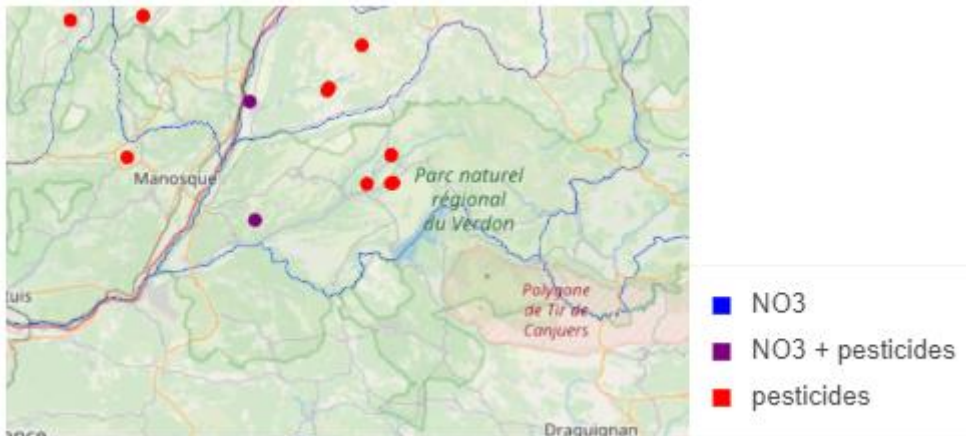 Manosque
Parc naturel
régional
du Verdon
Polygone
de Tir de
Canjuers
Draguignan
NO3
NO3 + pesticides
pesticides